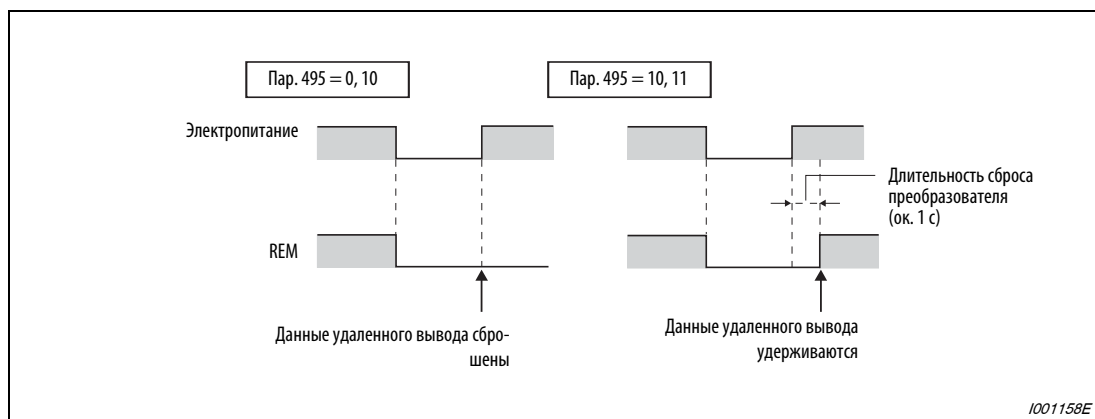 Пар. 495 = 0, 10
Пар. 495 = 10, 11
Электропитание
Длительность сброса
преобразователя
(ок. 1 с)
REM
Данные удаленного вывода сбро-
шены
Данные удаленного вывода
удерживаются
I001158E